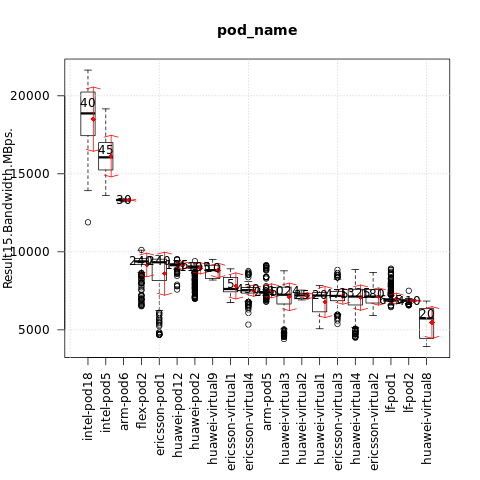 pod_name
Result15.Bandwidth.MBps.
20000
15000
10000
5000
40
45
30
20
intel-pod18
intel-pod5
arm-pod6
flex-pod2
ericsson-pod1
huawei-pod12
huawei-pod2
huawei-virtual9
ericsson-virtual1
ericsson-virtual4
arm-pod5
huawei-virtual3
huawei-virtual2
huawei-virtual1
ericsson-virtual3
huawei-virtual4
ericsson-virtual2
lf-pod1
lf-pod2
huawei-virtual8